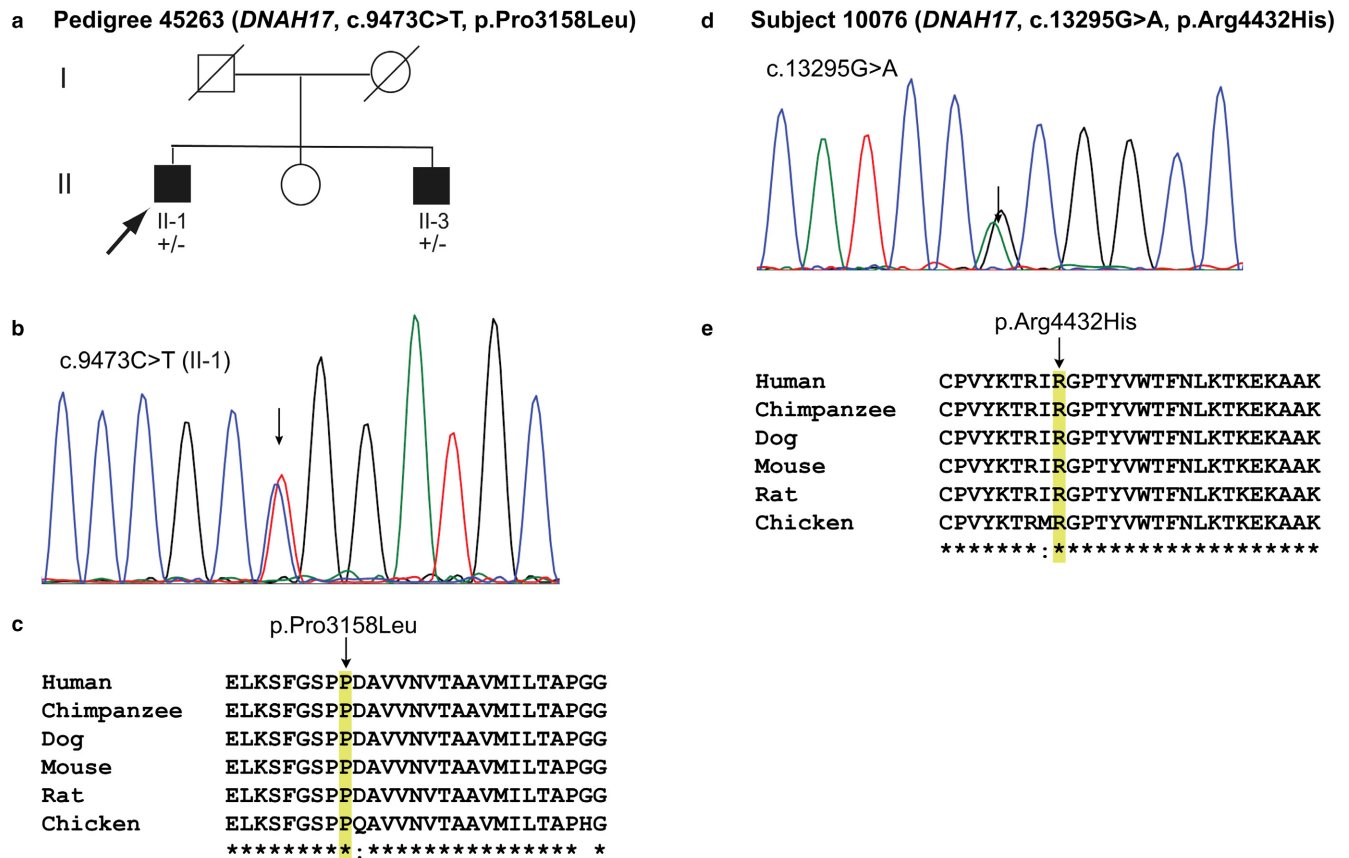 a Pedigree 45263 (DNAH17, c.9473C>T, p.Pro3158Leu)
I
II
II-1
+/-
II-3
+/-
b
c.9473C>T (II-1)
c
p.Pro3158Leu
Human ELKSFGSPPDAVVNVTAAVMILTAPGG
Chimpanzee ELKSFGSPPDAVVNVTAAVMILTAPGG
Dog ELKSFGSPPDAVVNVTAAVMILTAPGG
Mouse ELKSFGSPPDAVVNVTAAVMILTAPGG
Rat ELKSFGSPPDAVVNVTAAVMILTAPGG
Chicken ELKSFGSPPQAVVNVTAAVMILTAPHG
*********:*************** *
d Subject 10076 (DNAH17, c.13295G>A, p.Arg4432His)
c.13295G>A
e
p.Arg4432His
Human CPVYKTRIRGPTYVWTFNLKTKEKAAK
Chimpanzee CPVYKTRIRGPTYVWTFNLKTKEKAAK
Dog CPVYKTRIRGPTYVWTFNLKTKEKAAK
Mouse CPVYKTRIRGPTYVWTFNLKTKEKAAK
Rat CPVYKTRIRGPTYVWTFNLKTKEKAAK
Chicken CPVYKTRMRGPTYVWTFNLKTKEKAAK
*******:*******************